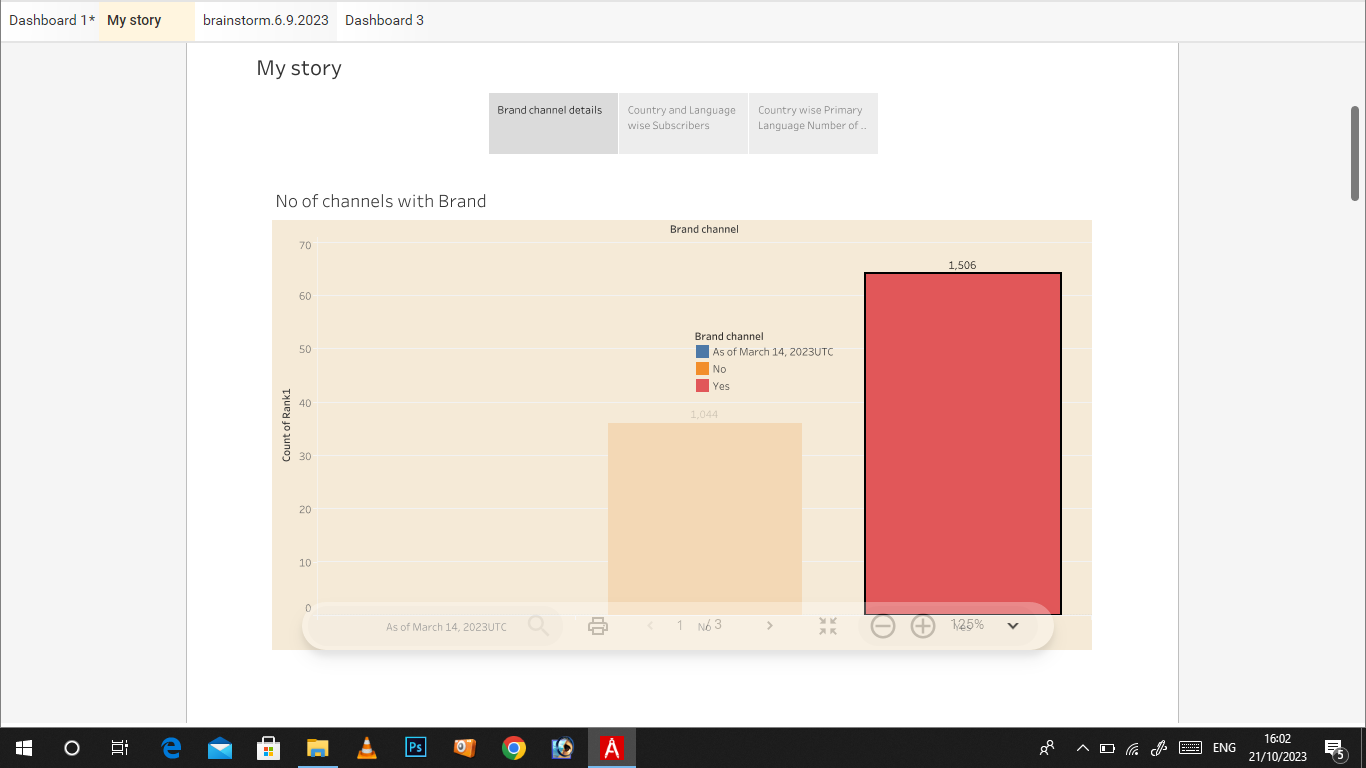 Dashboard 1*
My story
brainstorm.6.9.2023
Dashboard 3
My story
Brand channel details
Country and Language
wise Subscribers
Country wise Primary
Language Number of ..
No of channels with Brand
Brand channel
70
60
50
40
30
20
10
0
Count of Rank1
1,506
Brand channel
As of March 14, 2023UTC
No
Yes
1,044
As of March 14, 2023UTC
No
Yes
1 / 3
125%
Ps
ENG
16:02
21/10/2023
5